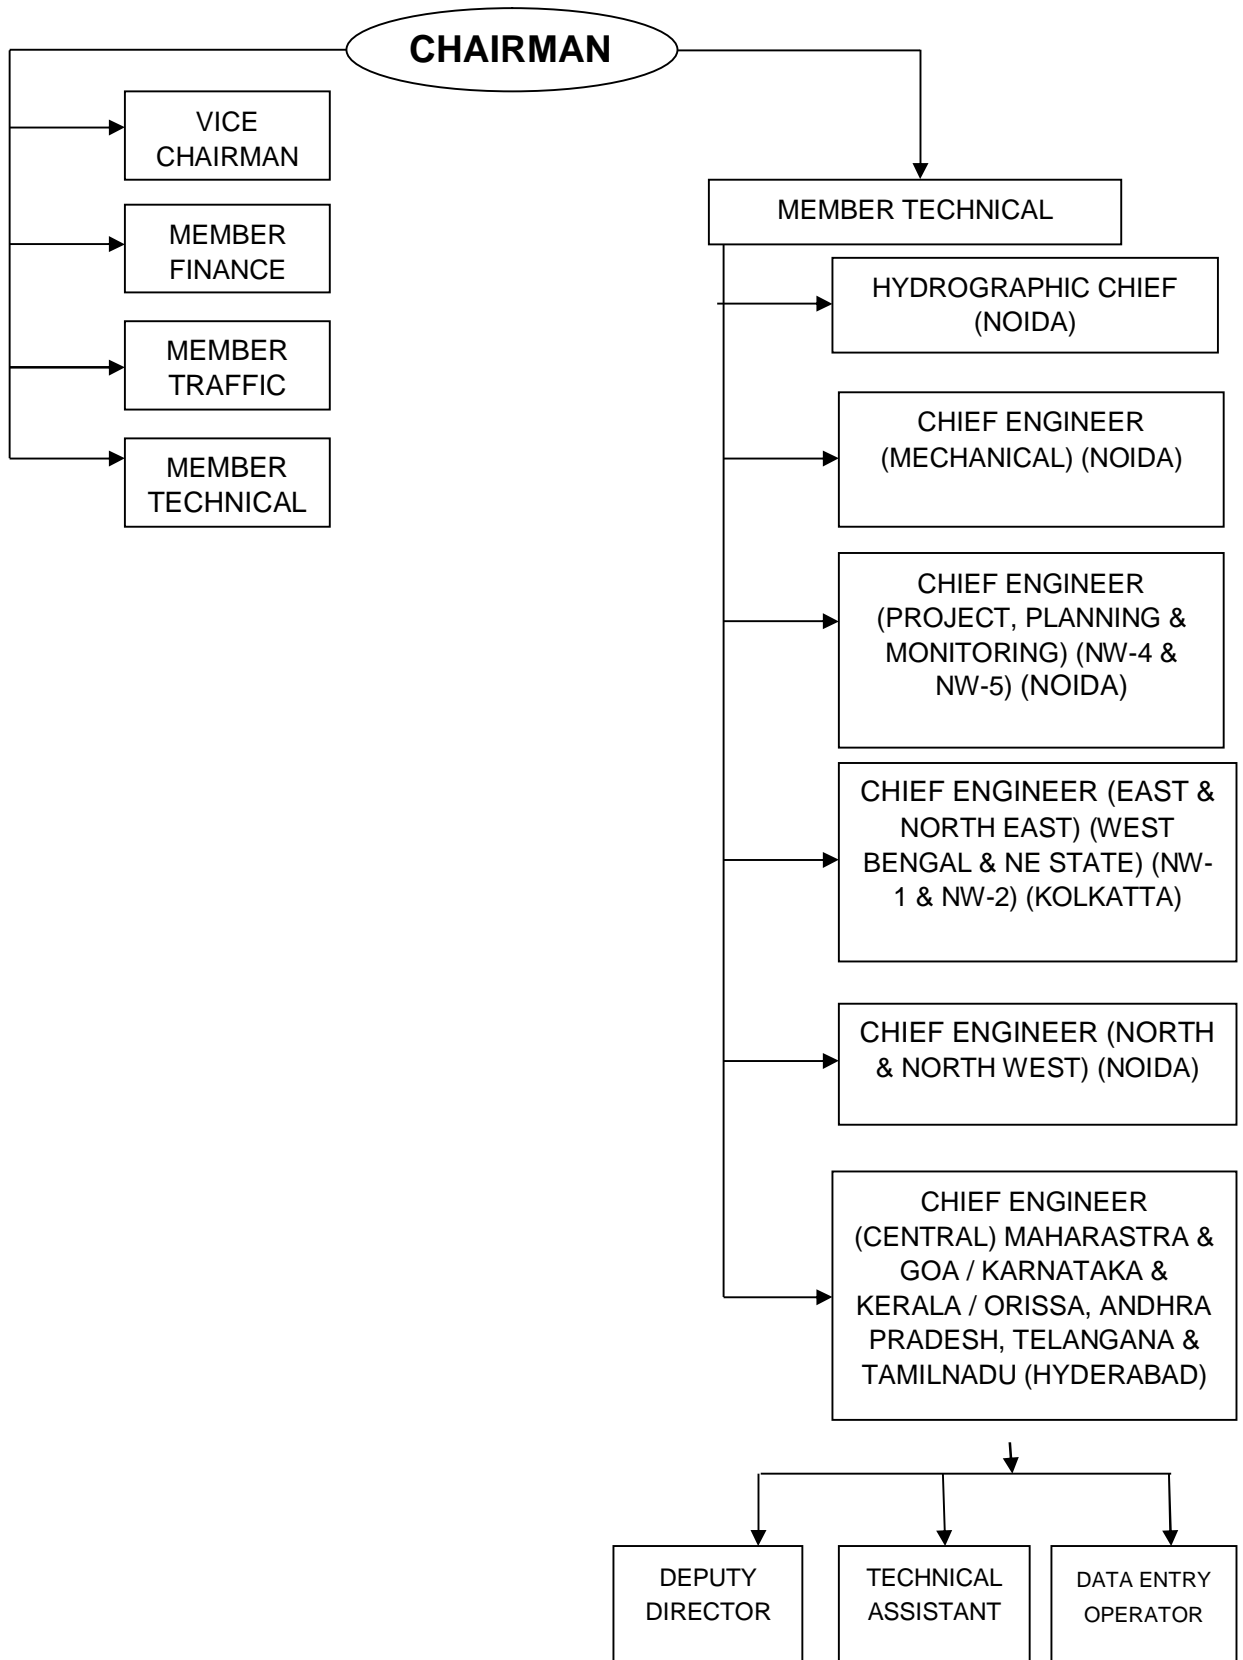 CHAIRMAN
VICE
CHAIRMAN
MEMBER
FINANCE
MEMBER
TRAFFIC
MEMBER
TECHNICAL
MEMBER TECHNICAL
HYDROGRAPHIC CHIEF
(NOIDA)
CHIEF ENGINEER
(MECHANICAL) (NOIDA)
CHIEF ENGINEER
(PROJECT, PLANNING &
MONITORING) (NW-4 &
NW-5) (NOIDA)
CHIEF ENGINEER (EAST &
NORTH EAST) (WEST
BENGAL & NE STATE) (NW-
1 & NW-2) (KOLKATTA)
CHIEF ENGINEER (NORTH
& NORTH WEST) (NOIDA)
CHIEF ENGINEER
(CENTRAL) MAHARASTRA &
GOA / KARNATAKA &
KERALA / ORISSA, ANDHRA
PRADESH, TELANGANA &
TAMILNADU (HYDERABAD)
DEPUTY
DIRECTOR
TECHNICAL
ASSISTANT
DATA ENTRY
OPERATOR